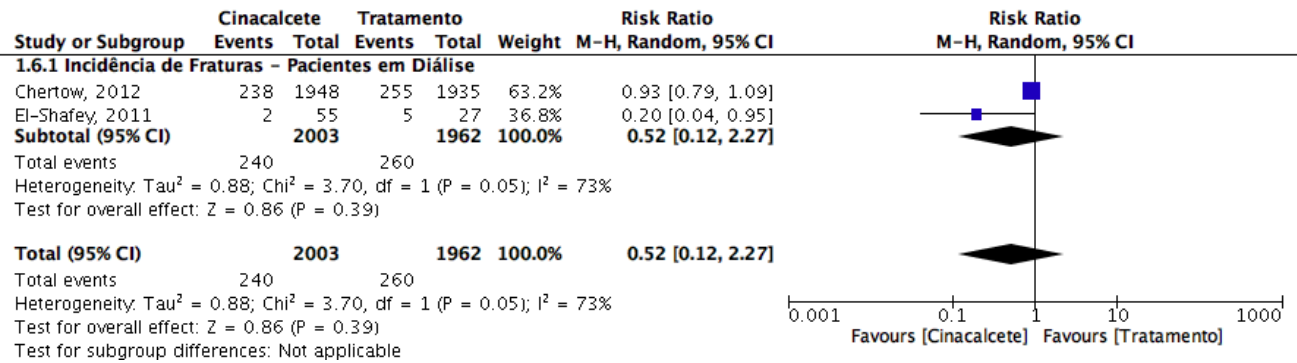 Cinacalcete Tratamento Risk Ratio Risk Ratio
Study or Subgroup Events Total Events Total Weight M-H, Random, 95% CI M-H, Random, 95% CI
1.6.1 Incidência de Fraturas - Pacientes em Diálise
Chertow, 2012 238 1948 255 1935 63.2% 0.93 [0.79, 1.09]
El-Shafey, 2011 2 55 5 27 36.8% 0.20 [0.04, 0.95]
Subtotal (95% CI) 2003 1962 100.0% 0.52 [0.12, 2.27]
Total events 240 260
Heterogeneity: Tau² = 0.88; Chi² = 3.70, df = 1 (P = 0.05); I² = 73%
Test for overall effect: Z = 0.86 (P = 0.39)
Total (95% CI) 2003 1962 100.0% 0.52 [0.12, 2.27]
Total events 240 260
Heterogeneity: Tau² = 0.88; Chi² = 3.70, df = 1 (P = 0.05); I² = 73%
Test for overall effect: Z = 0.86 (P = 0.39)
Test for subgroup differences: Not applicable
0.001 0.1 1 10 1000
Favours [Cinacalcete] Favours [Tratamento]